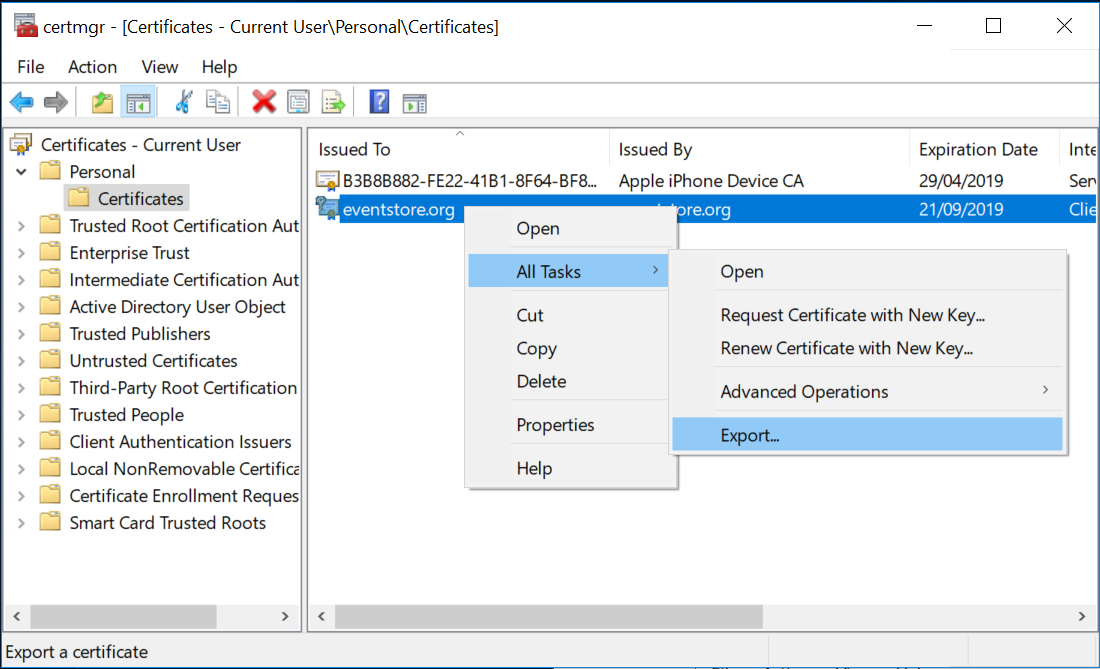 certmgr - [Certificates - Current User\Personal\Certificates]
File Action View Help
Certificates - Current User
Personal
Certificates
Trusted Root Certification Aut
Enterprise Trust
Intermediate Certification Aut
Active Directory User Object
Trusted Publishers
Untrusted Certificates
Third-Party Root Certification
Trusted People
Client Authentication Issuers
Local NonRemovable Certifica
Certificate Enrollment Reques
Smart Card Trusted Roots
Issued To Issued By Expiration Date Inte
B3B8B882-FE22-41B1-8F64-BF8... Apple iPhone Device CA 29/04/2019 Serv
eventstore.org store.org 21/09/2019 Clie
Open
All Tasks
Cut
Copy
Delete
Properties
Help
Open
Request Certificate with New Key...
Renew Certificate with New Key...
Advanced Operations
Export...
Export a certificate